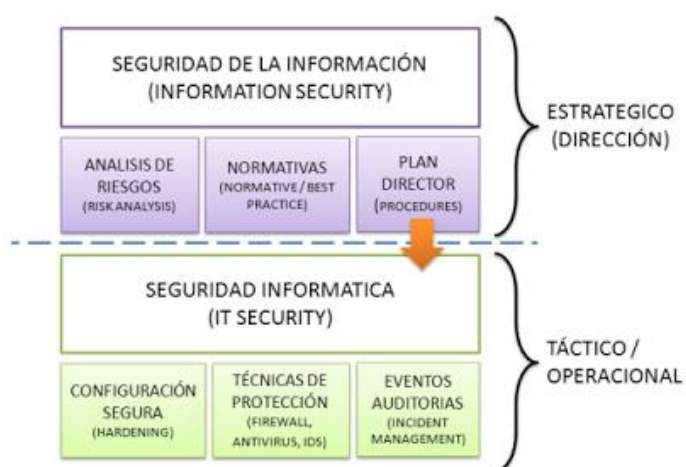 SEGURIDAD DE LA INFORMACIÓN
(INFORMATION SECURITY)
ESTRATEGICO
(DIRECCIÓN)
ANALISIS DE
RIESGOS
(RISK ANALYSIS)
NORMATIVAS
(NORMATIVE / BEST
PRACTICE)
PLAN
DIRECTOR
(PROCEDURES)
SEGURIDAD INFORMATICA
(IT SECURITY)
TÁCTICO /
OPERACIONAL
CONFIGURACIÓN
SEGURA
(HARDENING)
TÉCNICAS DE
PROTECCIÓN
(FIREWALL,
ANTIVIRUS, IDS)
EVENTOS
AUDITORIAS
(INCIDENT
MANAGEMENT)